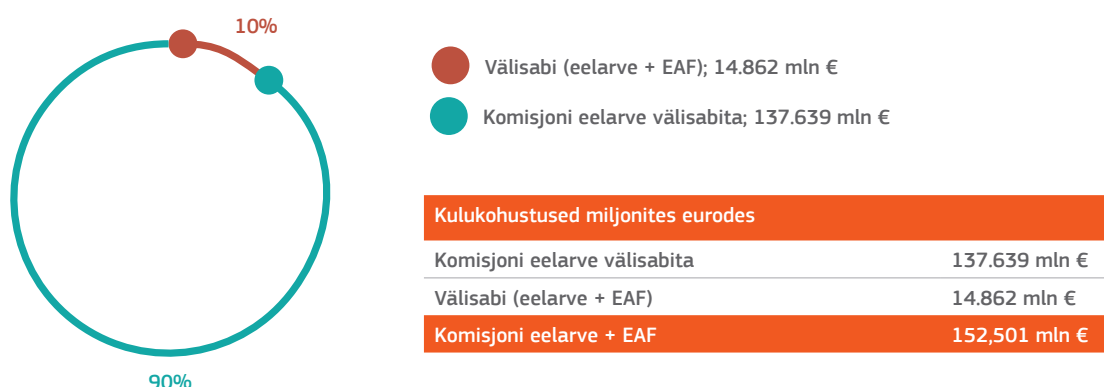 10%
Välisabi (eelarve + EAF); 14.862 mln €
Komisjoni eelarve välisabita; 137.639 mln €
Kulukohustused miljonites eurodes
Komisjoni eelarve välisabita 137.639 mln €
Välisabi (eelarve + EAF) 14.862 mln €
Komisjoni eelarve + EAF 152,501 mln €
90%